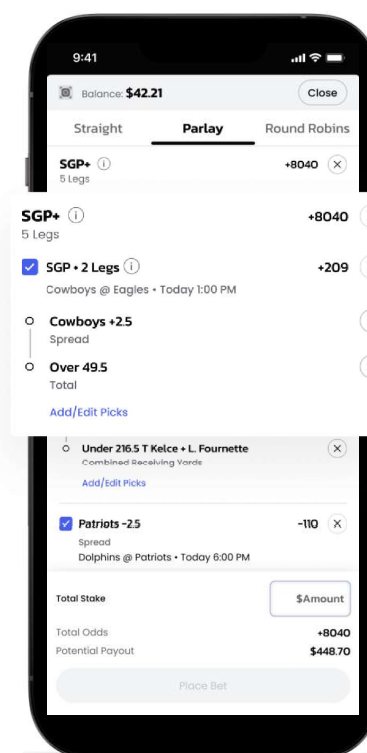 9:41
Balance: $42.21 Close
Straight Parlay Round Robins
SGP+ +8040
5 Legs
SGP+ +8040
5 Legs
SGP • 2 Legs +209
Cowboys @ Eagles • Today 1:00 PM
Cowboys +2.5
Spread
Over 49.5
Total
Add/Edit Picks
Under 216.5 T Kelce + L. Fournette
Combined Receiving Yards
Add/Edit Picks
Patriots -2.5 -110
Spread
Dolphins @ Patriots • Today 6:00 PM
Total Stake $Amount
Total Odds +8040
Potential Payout $448.70
Place Bet